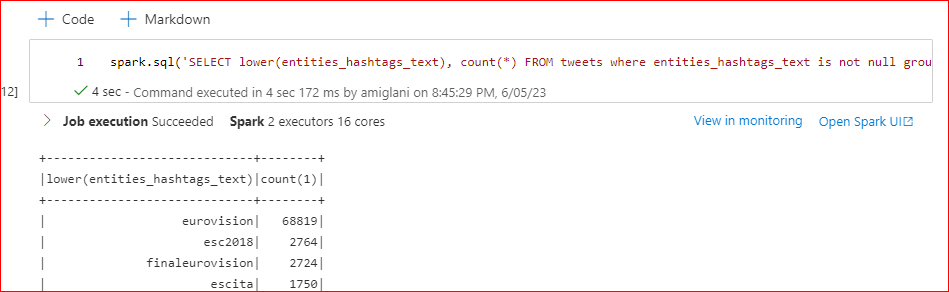 + Code + Markdown
1 spark.sql('SELECT lower(entities_hashtags_text), count(*) FROM tweets where entities_hashtags_text is not null grou
12]
✓ 4 sec - Command executed in 4 sec 172 ms by amiglani on 8:45:29 PM, 6/05/23
> Job execution Succeeded Spark 2 executors 16 cores View in monitoring Open Spark UI
+---------------------------+--------+
|lower(entities_hashtags_text)|count(1)|
+---------------------------+--------+
| eurovision| 68819|
| esc2018| 2764|
| finaleurovision| 2724|
| escita| 1750|